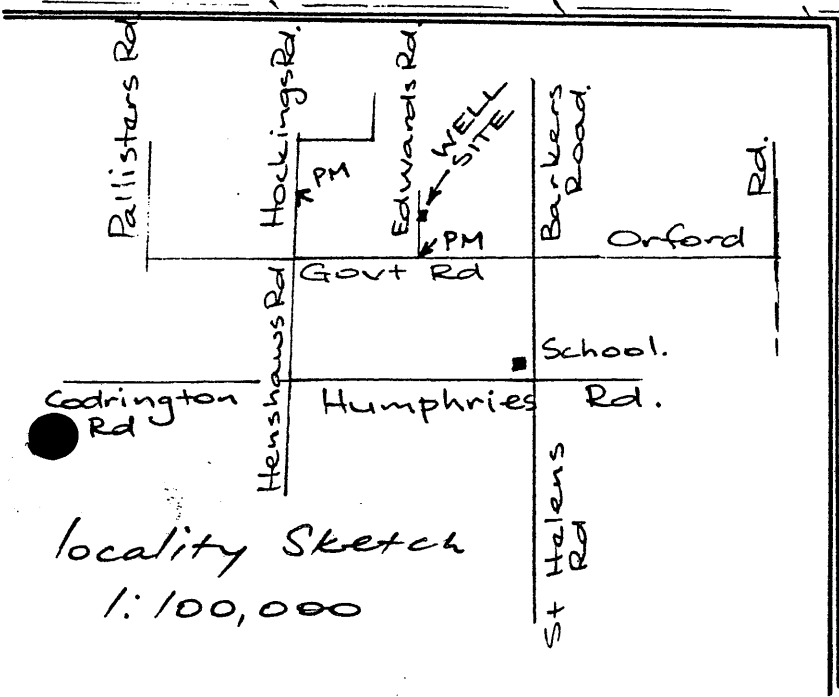 Pallisters Rd
Hockings Rd.
Edwards Rd.
WELL
SITE
Barkers
Road.
Rd.
PM
PM
Orford
Govt Rd
Henshaws Rd
School.
Codrington
Rd
Humphries Rd.
St Helens
Rd
locality Sketch
1:100,000